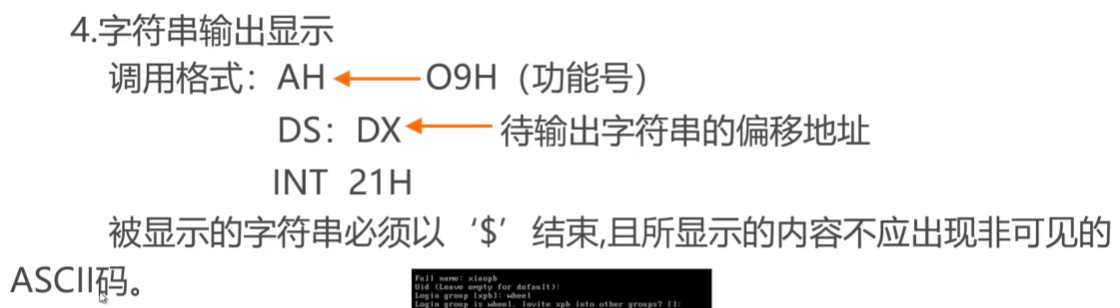 4.字符串输出显示
调用格式：AH ← O9H（功能号）
DS：DX ← 待输出字符串的偏移地址
INT 21H
被显示的字符串必须以‘$’结束,且所显示的内容不应出现非可见的
ASCII码。
Full name: xiaopb
Uid (Leave empty for default):
Login group [xpb]: wheel
Login group is wheel. Invite xpb into other groups? []: